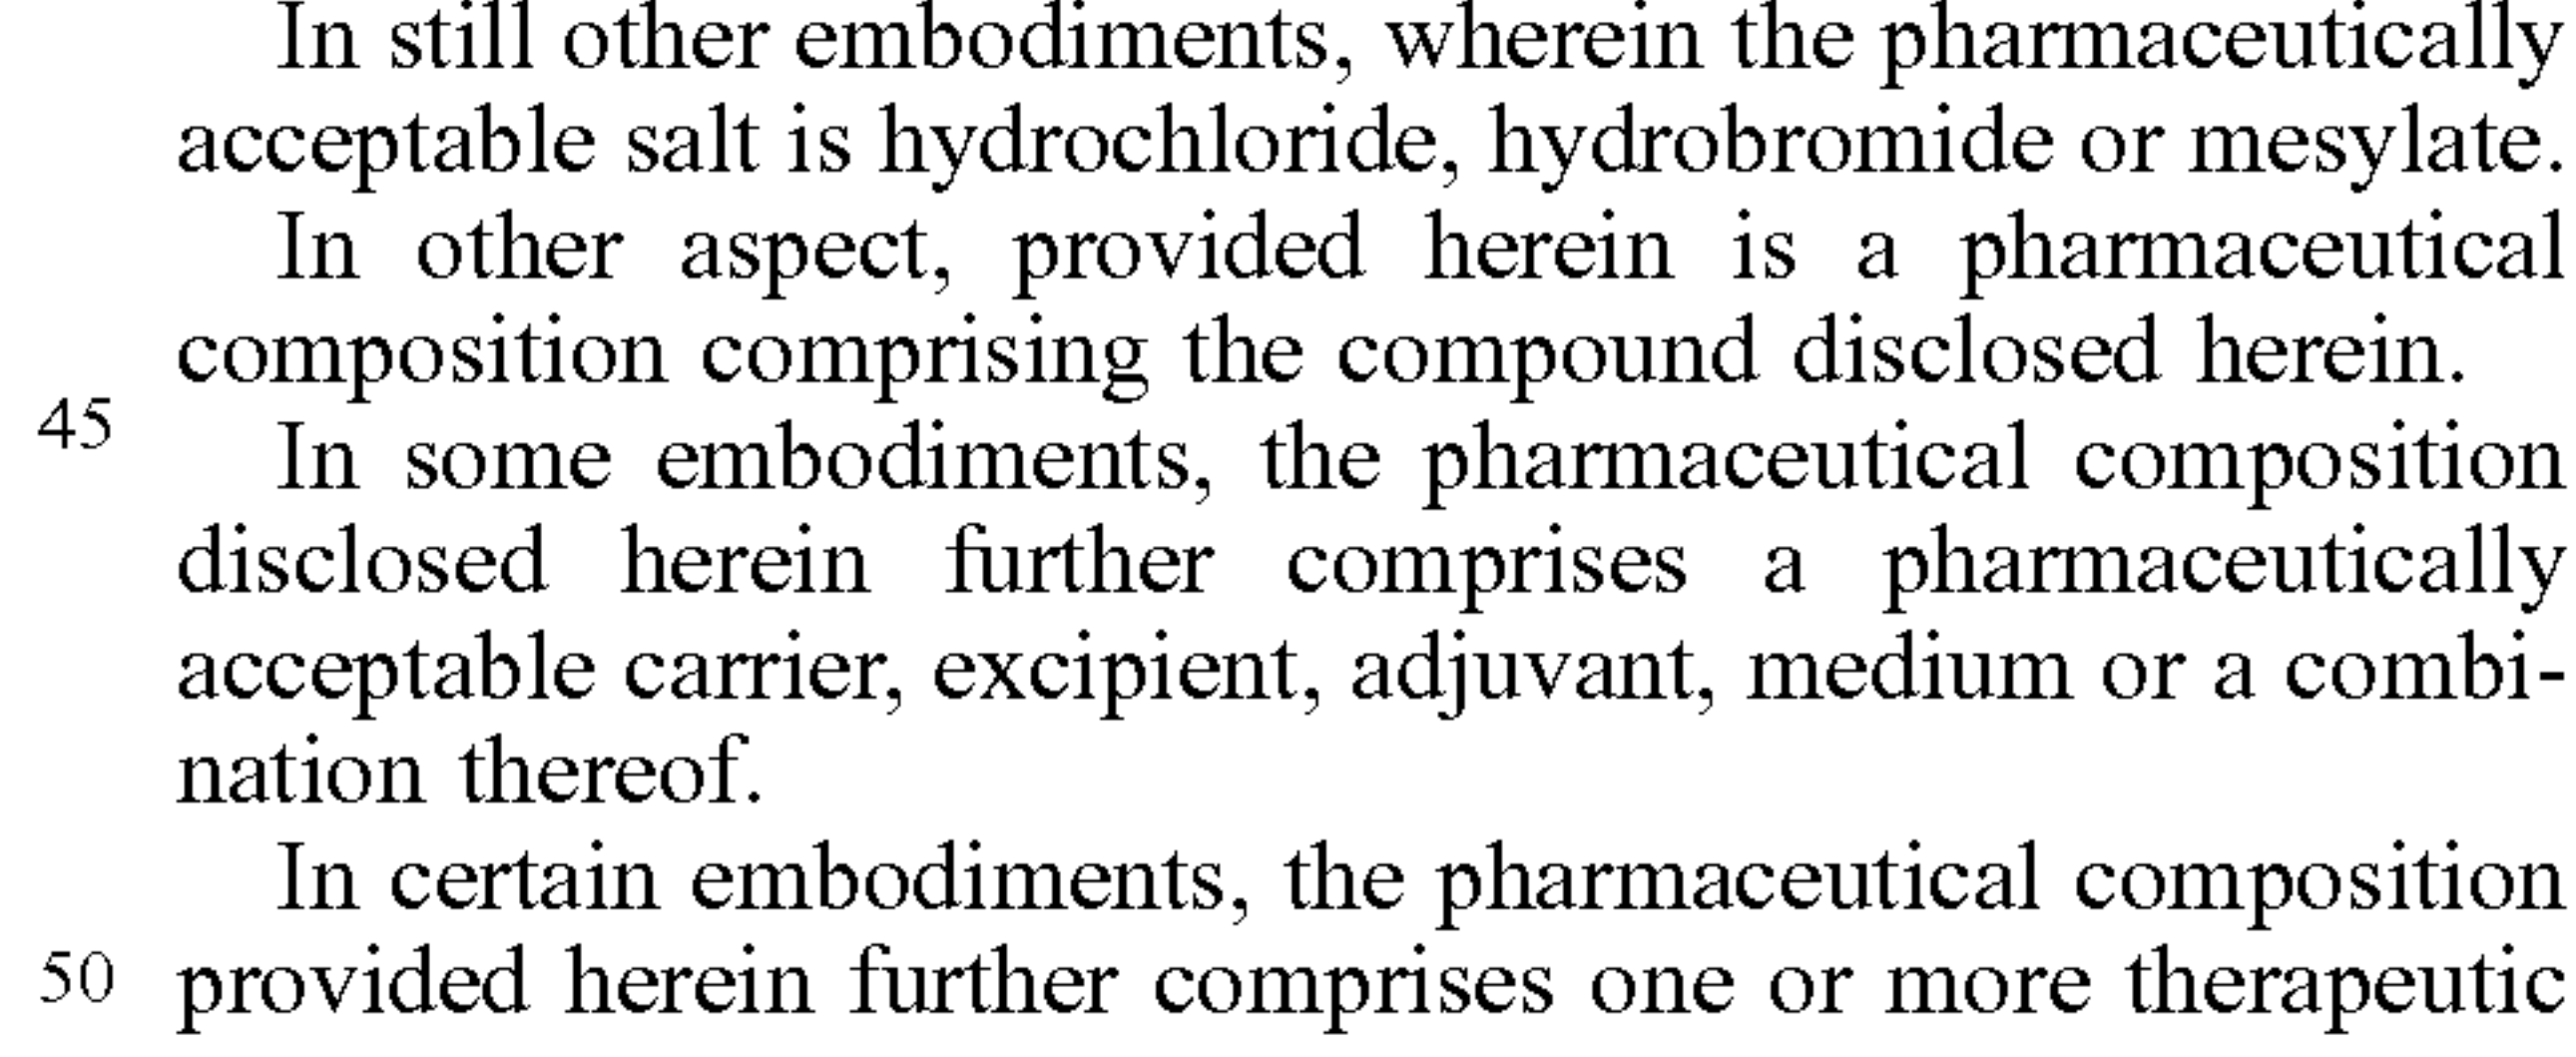 In still other embodiments, wherein the pharmaceutically
acceptable salt is hydrochloride, hydrobromide or mesylate.
In other aspect, provided herein is a pharmaceutical
composition comprising the compound disclosed herein.
45
In some embodiments, the pharmaceutical composition
disclosed herein further comprises a pharmaceutically
acceptable carrier, excipient, adjuvant, medium or a combi-
nation thereof.
In certain embodiments, the pharmaceutical composition
50 provided herein further comprises one or more therapeutic